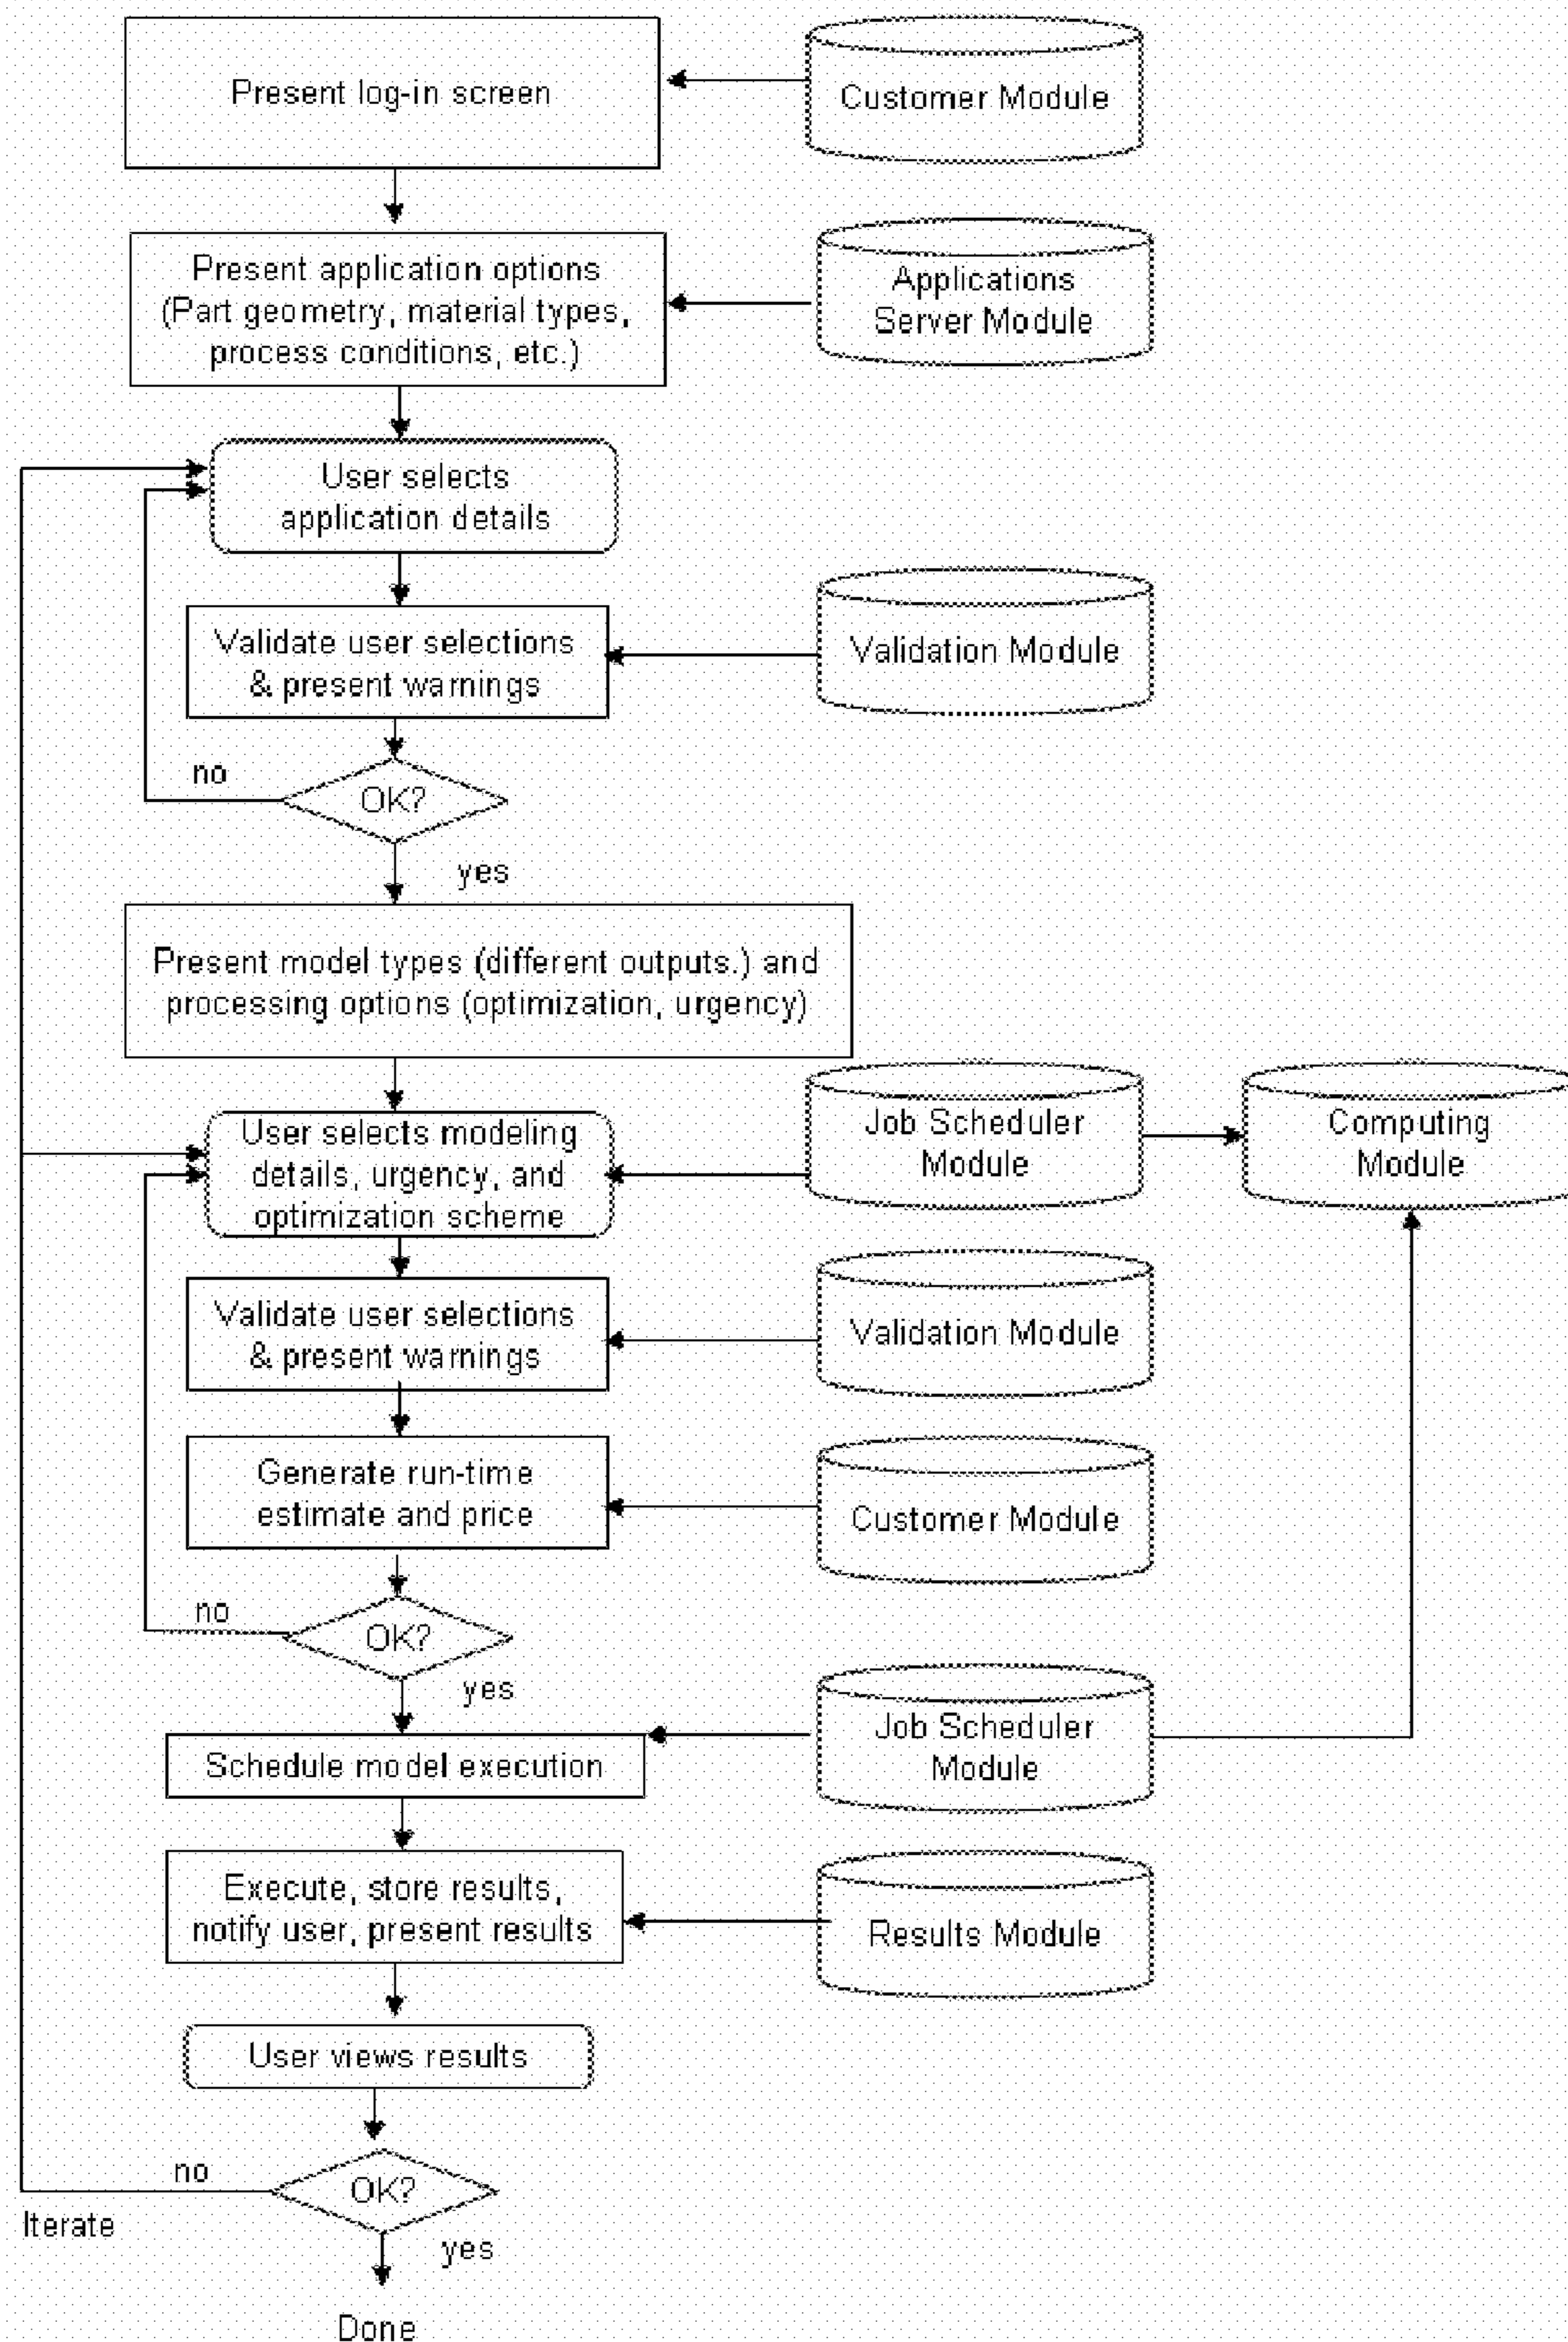 Present log-in screen
Customer Module
Present application options
(Part geometry, material types,
process conditions, etc.)
Applications
Server Module
User selects
application details
Validate user selections
& present warnings
Validation Module
no
OK?
yes
Present model types (different outputs.) and
processing options (optimization, urgency)
User selects modeling
details, urgency, and
optimization scheme
Job Scheduler
Module
Computing
Module
Validate user selections
& present warnings
Validation Module
Generate run-time
estimate and price
Customer Module
no
OK?
yes
Schedule model execution
Job Scheduler
Module
Execute, store results,
notify user, present results
Results Module
User views results
no
OK?
Iterate
yes
Done